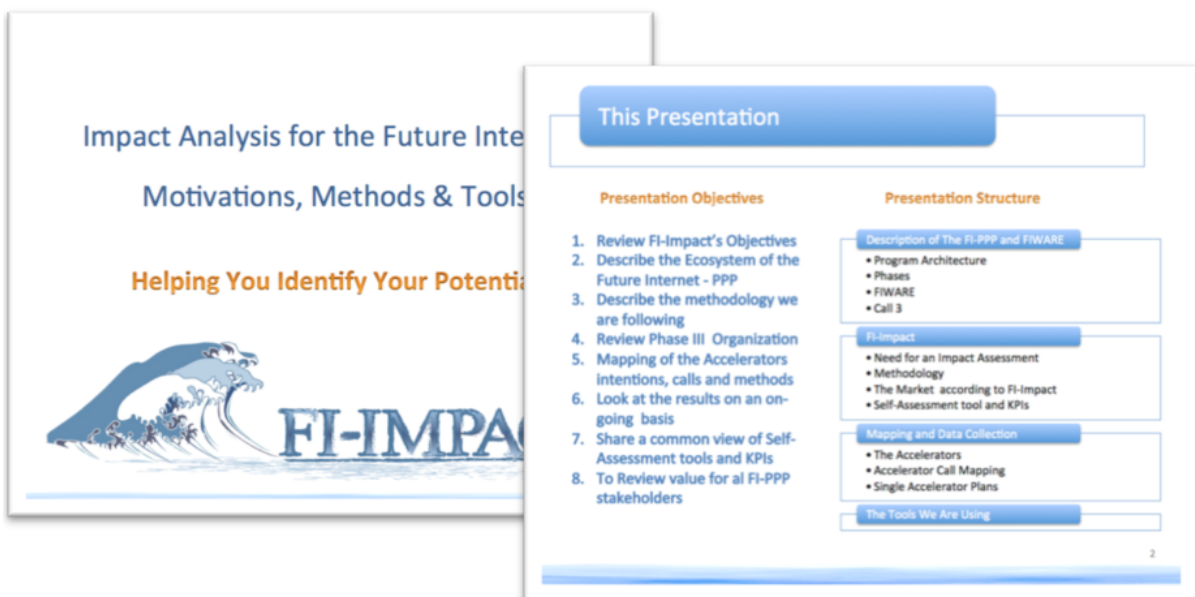 Impact Analysis for the Future Inte
Motivations, Methods & Tools
Helping You Identify Your Potentia
FI-IMPAC
This Presentation
Presentation Objectives
1. Review FI-Impact's Objectives
2. Describe the Ecosystem of the
Future Internet - PPP
3. Describe the methodology we
are following
4. Review Phase III Organization
5. Mapping of the Accelerators
intentions, calls and methods
6. Look at the results on an on-
going basis
7. Share a common view of Self-
Assessment tools and KPIs
8. To Review value for al FI-PPP
stakeholders
Presentation Structure
Description of The FI-PPP and FIWARE
• Program Architecture
• Phases
• FIWARE
• Call 3
FI-Impact
• Need for an Impact Assessment
• Methodology
• The Market according to FI-Impact
• Self-Assessment tool and KPIs
Mapping and Data Collection
• The Accelerators
• Accelerator Call Mapping
• Single Accelerator Plans
The Tools We Are Using
2